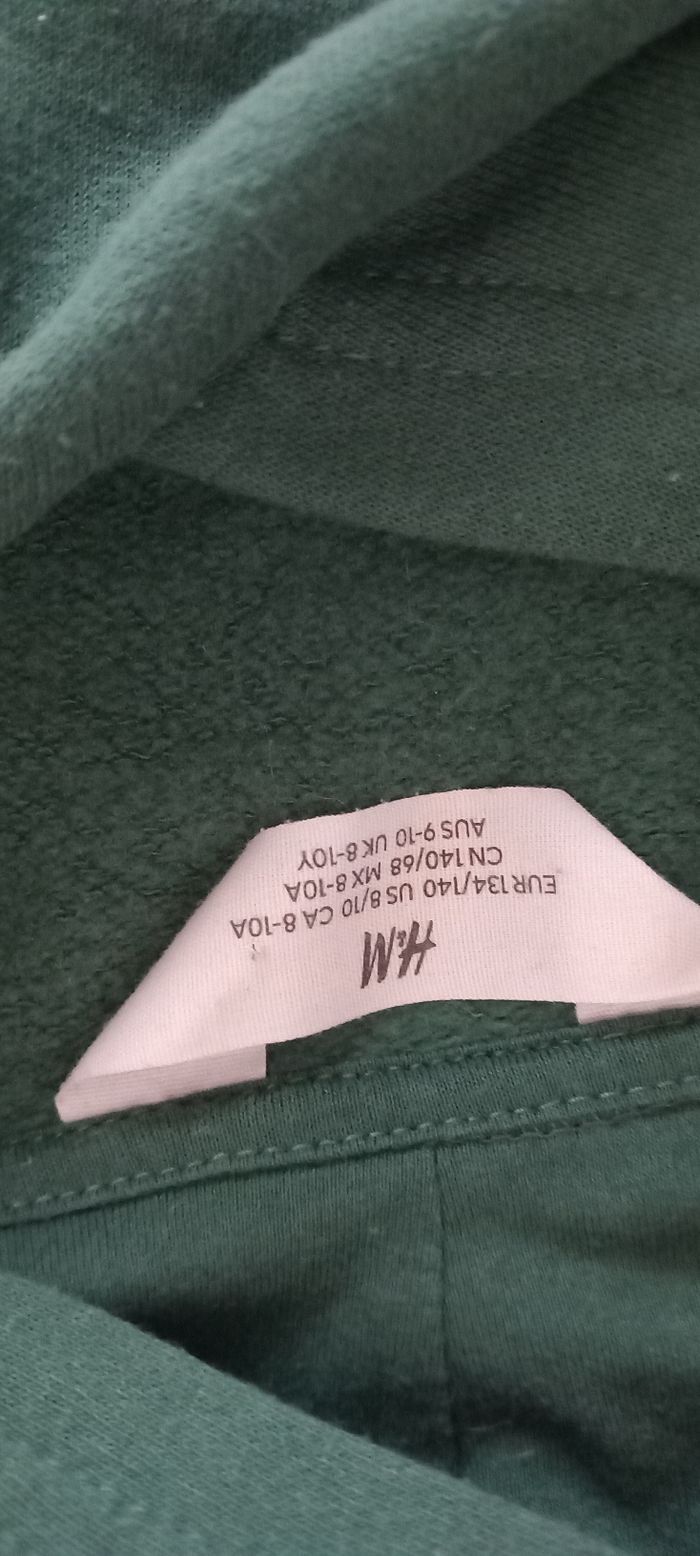 H&M
EUR 134/140 US 8/10 CA 8-10A
CN 140/68 MX 8-10A
AUS 9-10 UK 8-10Y